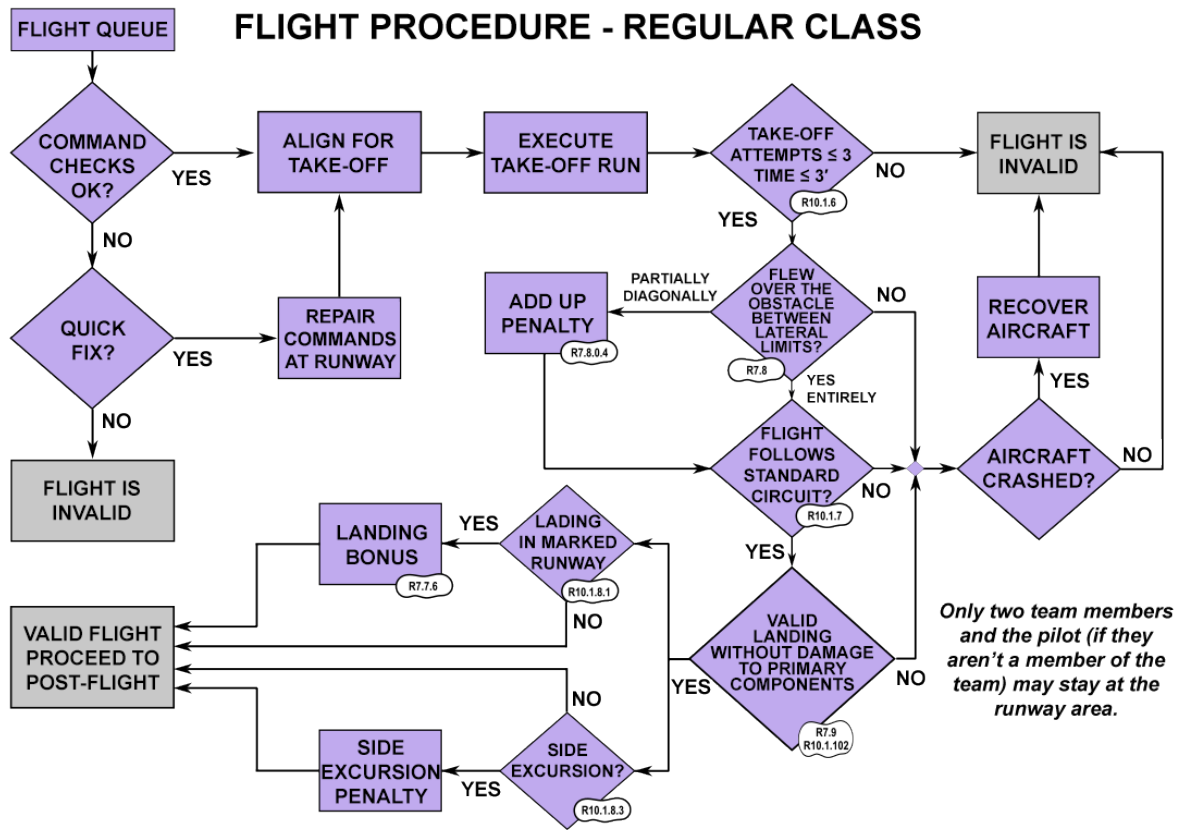 FLIGHT PROCEDURE - REGULAR CLASS
FLIGHT QUEUE
COMMAND
CHECKS
OK?
YES
NO
ALIGN FOR
TAKE-OFF
EXECUTE
TAKE-OFF RUN
TAKE-OFF
ATTEMPTS ≤ 3
TIME ≤ 3′
R10.1.6
NO
YES
FLIGHT IS
INVALID
QUICK
FIX?
YES
NO
REPAIR
COMMANDS
AT RUNWAY
FLIGHT IS
INVALID
FLEW
OVER THE
OBSTACLE
BETWEEN
LATERAL
LIMITS?
R7.8
PARTIALLY
DIAGONALLY
NO
YES
ENTIRELY
ADD UP
PENALTY
R7.8.0.4
RECOVER
AIRCRAFT
YES
AIRCRAFT
CRASHED?
NO
FLIGHT
FOLLOWS
STANDARD
CIRCUIT?
R10.1.7
NO
YES
VALID
LANDING
WITHOUT DAMAGE
TO PRIMARY
COMPONENTS
R7.9
R10.1.102
NO
YES
LADING
IN MARKED
RUNWAY
R10.1.8.1
YES
NO
LANDING
BONUS
R7.7.6
VALID FLIGHT
PROCEED TO
POST-FLIGHT
SIDE
EXCURSION?
R10.1.8.3
NO
YES
SIDE
EXCURSION
PENALTY
Only two team members
and the pilot (if they
aren't a member of the
team) may stay at the
runway area.